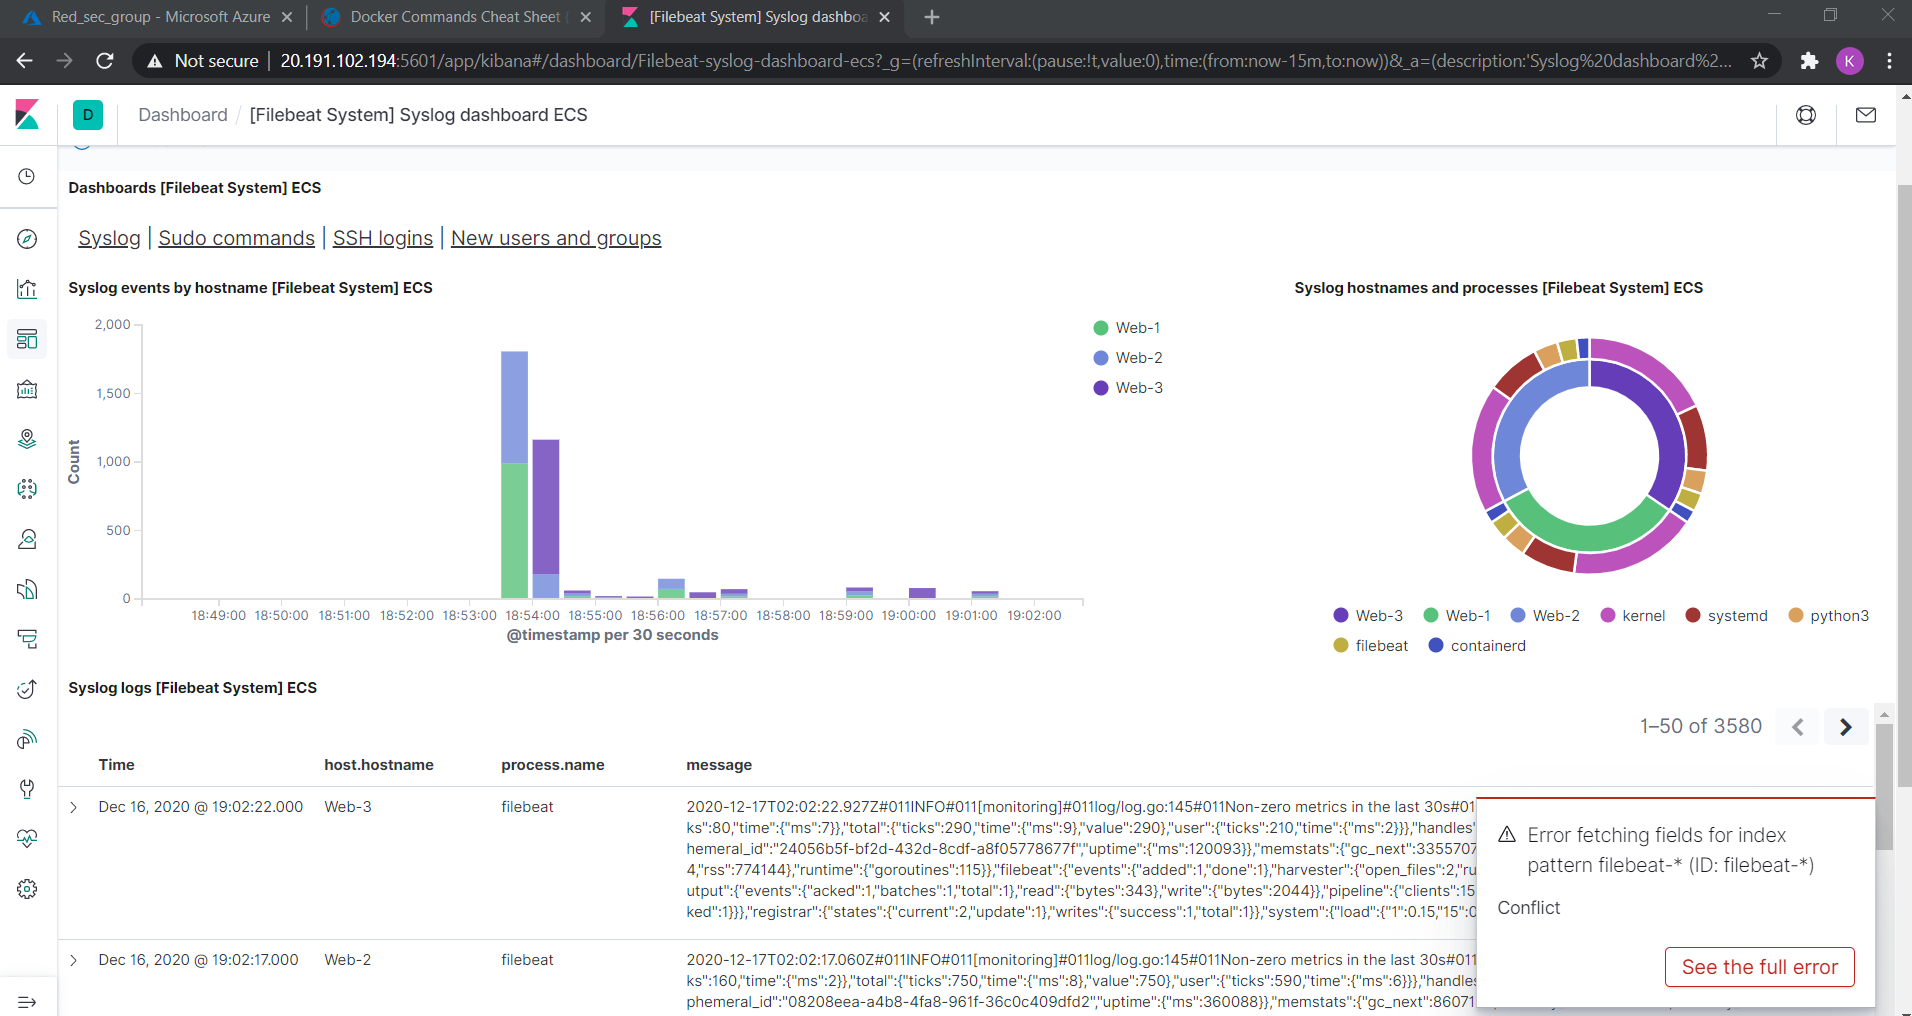 Red_sec_group - Microsoft Azure
Docker Commands Cheat Sheet
[Filebeat System] Syslog dashboa
Not secure
20.191.102.194:5601/app/kibana#/dashboard/Filebeat-syslog-dashboard-ecs?_g=(refreshInterval:(pause:!t,value:0),time:(from:now-15m,to:now))&_a=(description:'Syslog%20dashboard%2...
K
D
Dashboard / [Filebeat System] Syslog dashboard ECS
Dashboards [Filebeat System] ECS
Syslog | Sudo commands | SSH logins | New users and groups
Syslog events by hostname [Filebeat System] ECS
2,000
1,500
1,000
500
0
Count
18:49:00 18:50:00 18:51:00 18:52:00 18:53:00 18:54:00 18:55:00 18:56:00 18:57:00 18:58:00 18:59:00 19:00:00 19:01:00 19:02:00
@timestamp per 30 seconds
Web-1
Web-2
Web-3
Syslog hostnames and processes [Filebeat System] ECS
Web-3 Web-1 Web-2 kernel systemd python3
filebeat containerd
Syslog logs [Filebeat System] ECS
1–50 of 3580
Time host.hostname process.name message
Dec 16, 2020 @ 19:02:22.000 Web-3 filebeat 2020-12-17T02:02:22.927Z#011INFO#011[monitoring]#011log/log.go:145#011Non-zero metrics in the last 30s#01
ks":80,"time":{"ms":7}},"total":{"ticks":290,"time":{"ms":9},"value":290},"user":{"ticks":210,"time":{"ms":2}}},"handles"
hemeral_id":"24056b5f-bf2d-432d-8cdf-a8f05778677f","uptime":{"ms":120093}},"memstats":{"gc_next":3355707
4,"rss":774144},"runtime":{"goroutines":115}},"filebeat":{"events":{"added":1,"done":1},"harvester":{"open_files":2,"ru
utput":{"events":{"acked":1,"batches":1,"total":1},"read":{"bytes":343},"write":{"bytes":2044}},"pipeline":{"clients":15
ked":1}}},"registrar":{"states":{"current":2,"update":1},"writes":{"success":1,"total":1}},"system":{"load":{"1":0.15,"15":0
Dec 16, 2020 @ 19:02:17.000 Web-2 filebeat 2020-12-17T02:02:17.060Z#011INFO#011[monitoring]#011log/log.go:145#011Non-zero metrics in the last 30s#011
ks":160,"time":{"ms":2}},"total":{"ticks":750,"time":{"ms":8},"value":750},"user":{"ticks":590,"time":{"ms":6}}},"handles
phemeral_id":"08208eea-a4b8-4fa8-961f-36c0c409dfd2","uptime":{"ms":360088}},"memstats":{"gc_next":86071
Error fetching fields for index
pattern filebeat-* (ID: filebeat-*)
Conflict
See the full error